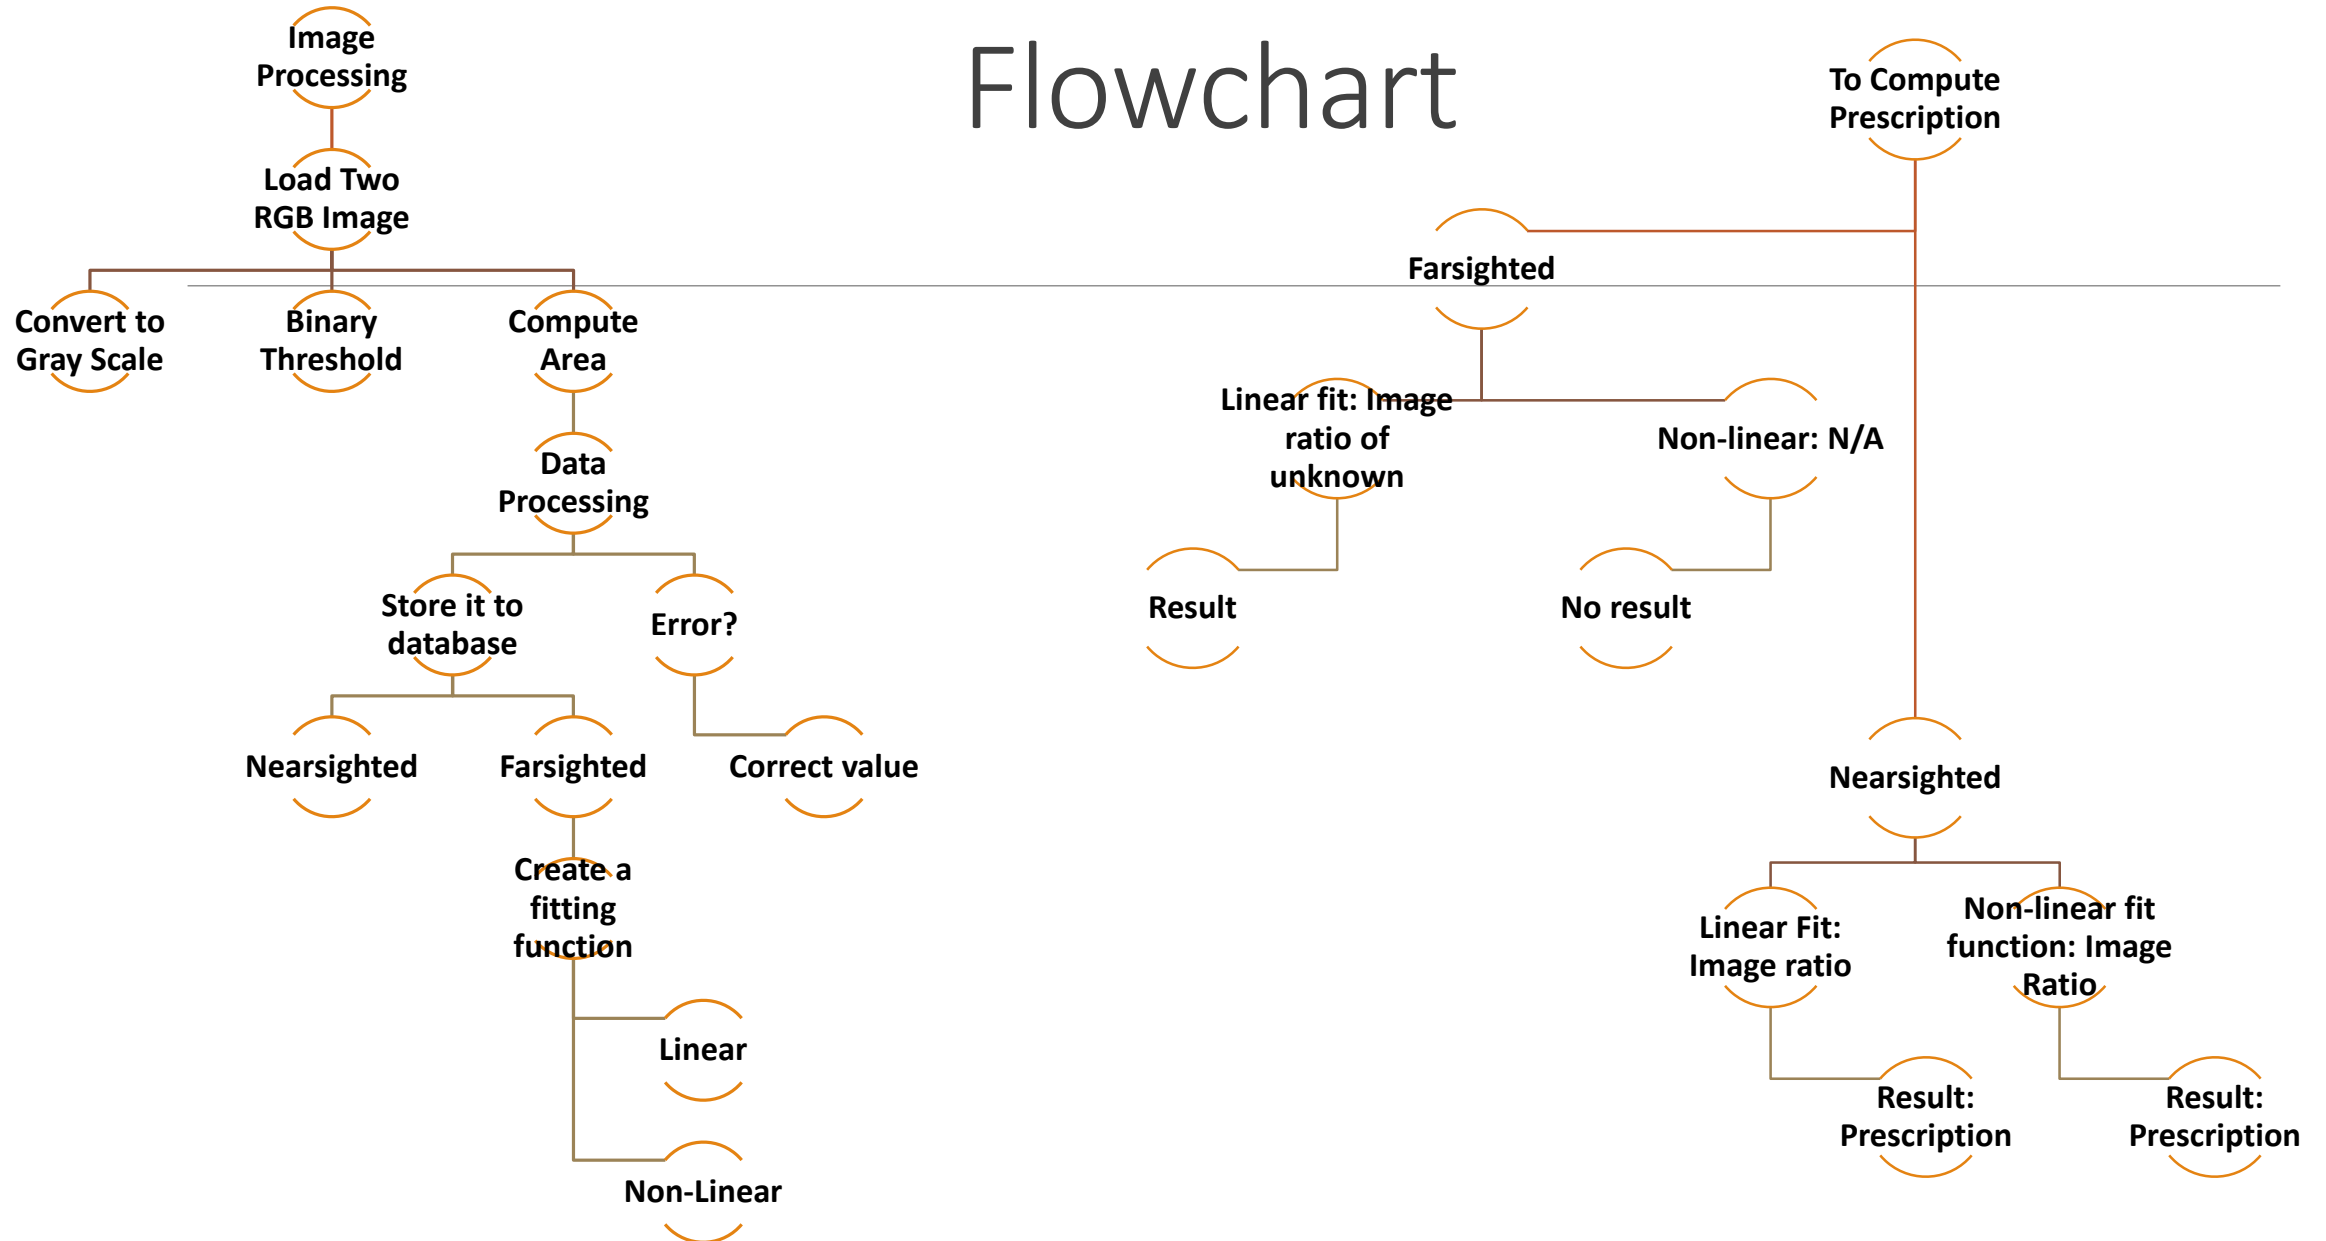 Flowchart
Image
Processing
Load Two
RGB Image
Convert to
Gray Scale
Binary
Threshold
Compute
Area
Data
Processing
Store it to
database
Error?
Nearsighted
Farsighted
Correct value
Create a
fitting
function
Linear
Non-Linear
To Compute
Prescription
Farsighted
Linear fit: Image
ratio of
unknown
Non-linear: N/A
Result
No result
Nearsighted
Linear Fit:
Image ratio
Non-linear fit
function: Image
Ratio
Result:
Prescription
Result:
Prescription